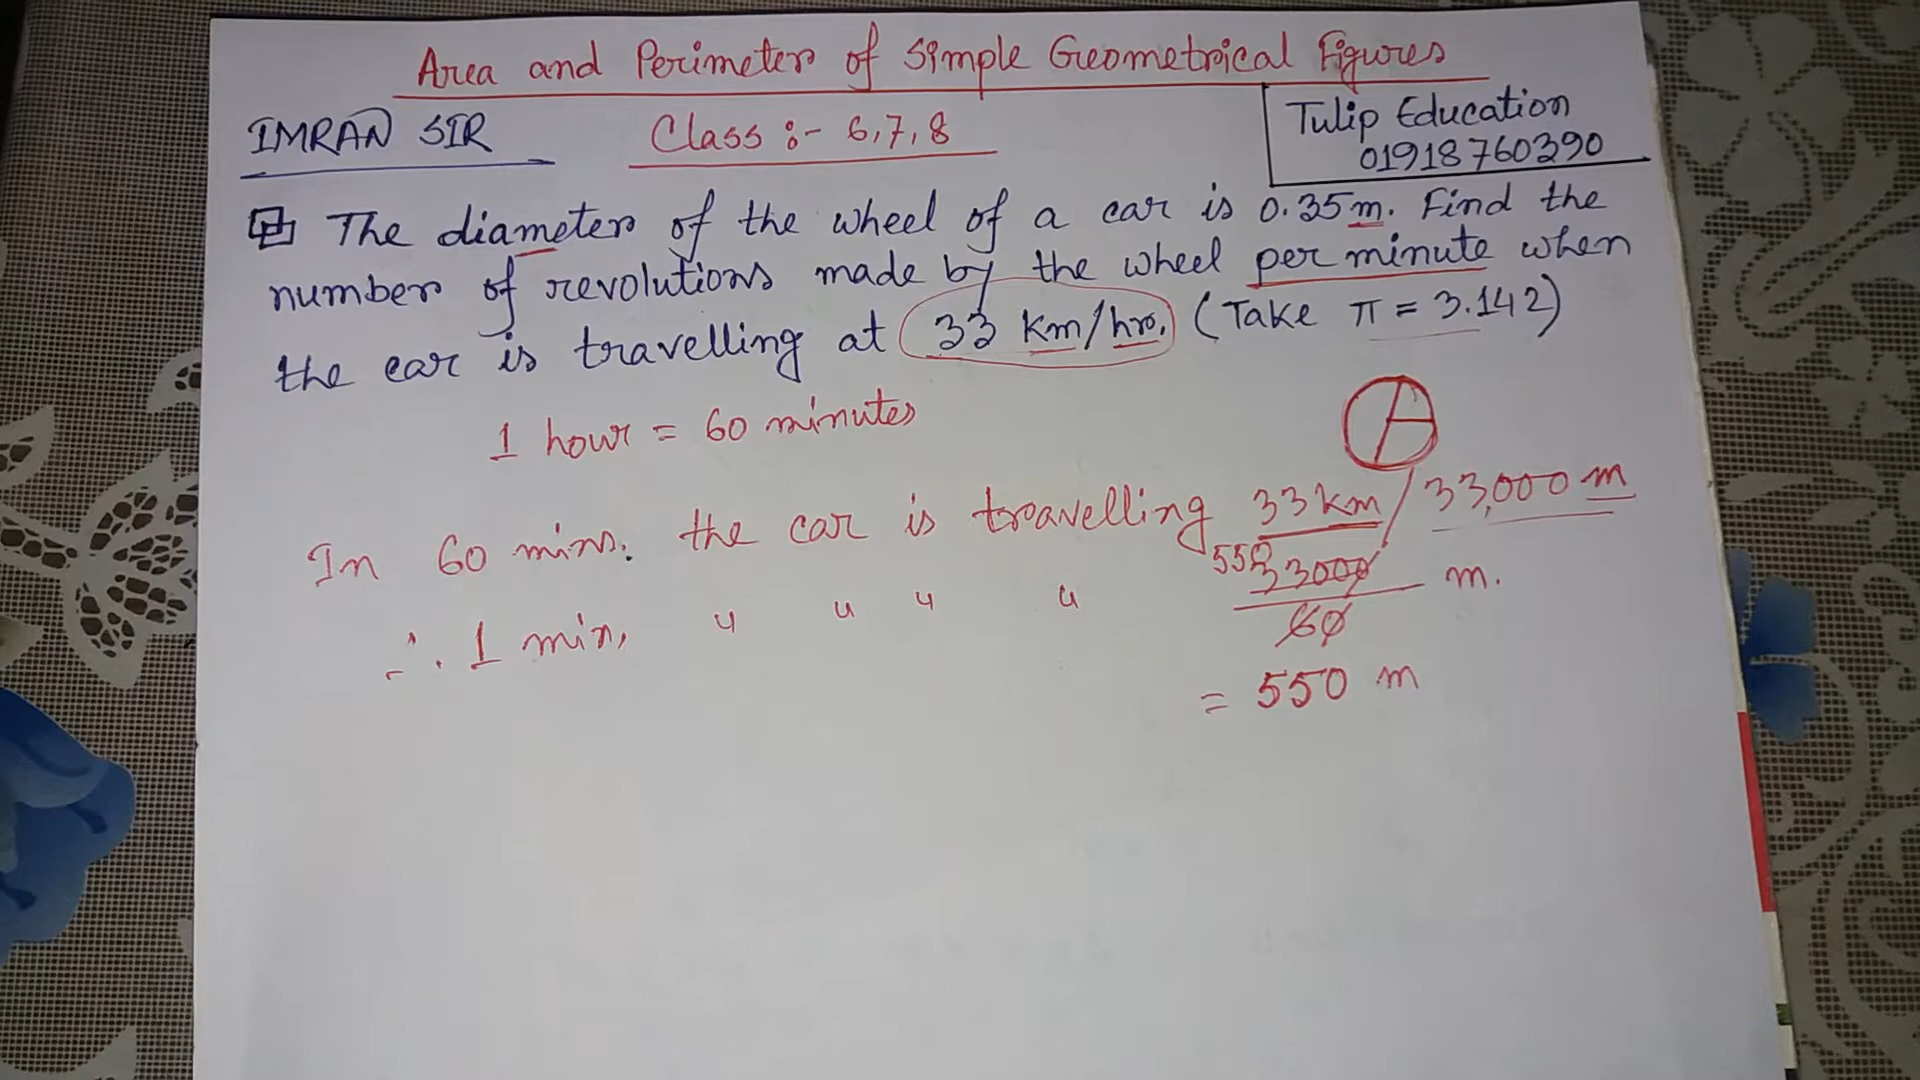 Area and Perimeter of Simple Geometrical Figures
IMRAN SIR
Class :- 6,7,8
Tulip Education
01918760390
The diameter of the wheel of a car is 0.35m. Find the
number of revolutions made by the wheel per minute when
the car is travelling at 33 km/hr. (Take π = 3.142)
1 hour = 60 minutes
In 60 mins. the car is travelling 33km/33,000 m
∴ 1 min, " " " " 33000/60 m.
550
= 550 m